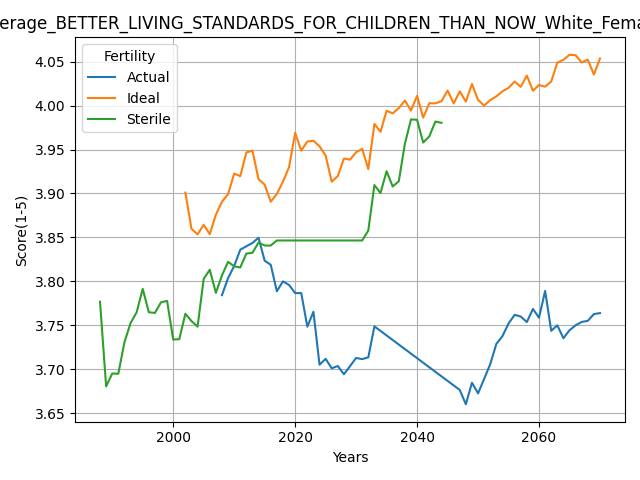 erage_BETTER_LIVING_STANDARDS_FOR_CHILDREN_THAN_NOW_White_Fema
Fertility
Actual
Ideal
Sterile
4.05
4.00
3.95
3.90
3.85
3.80
3.75
3.70
3.65
Score(1-5)
2000 2020 2040 2060
Years